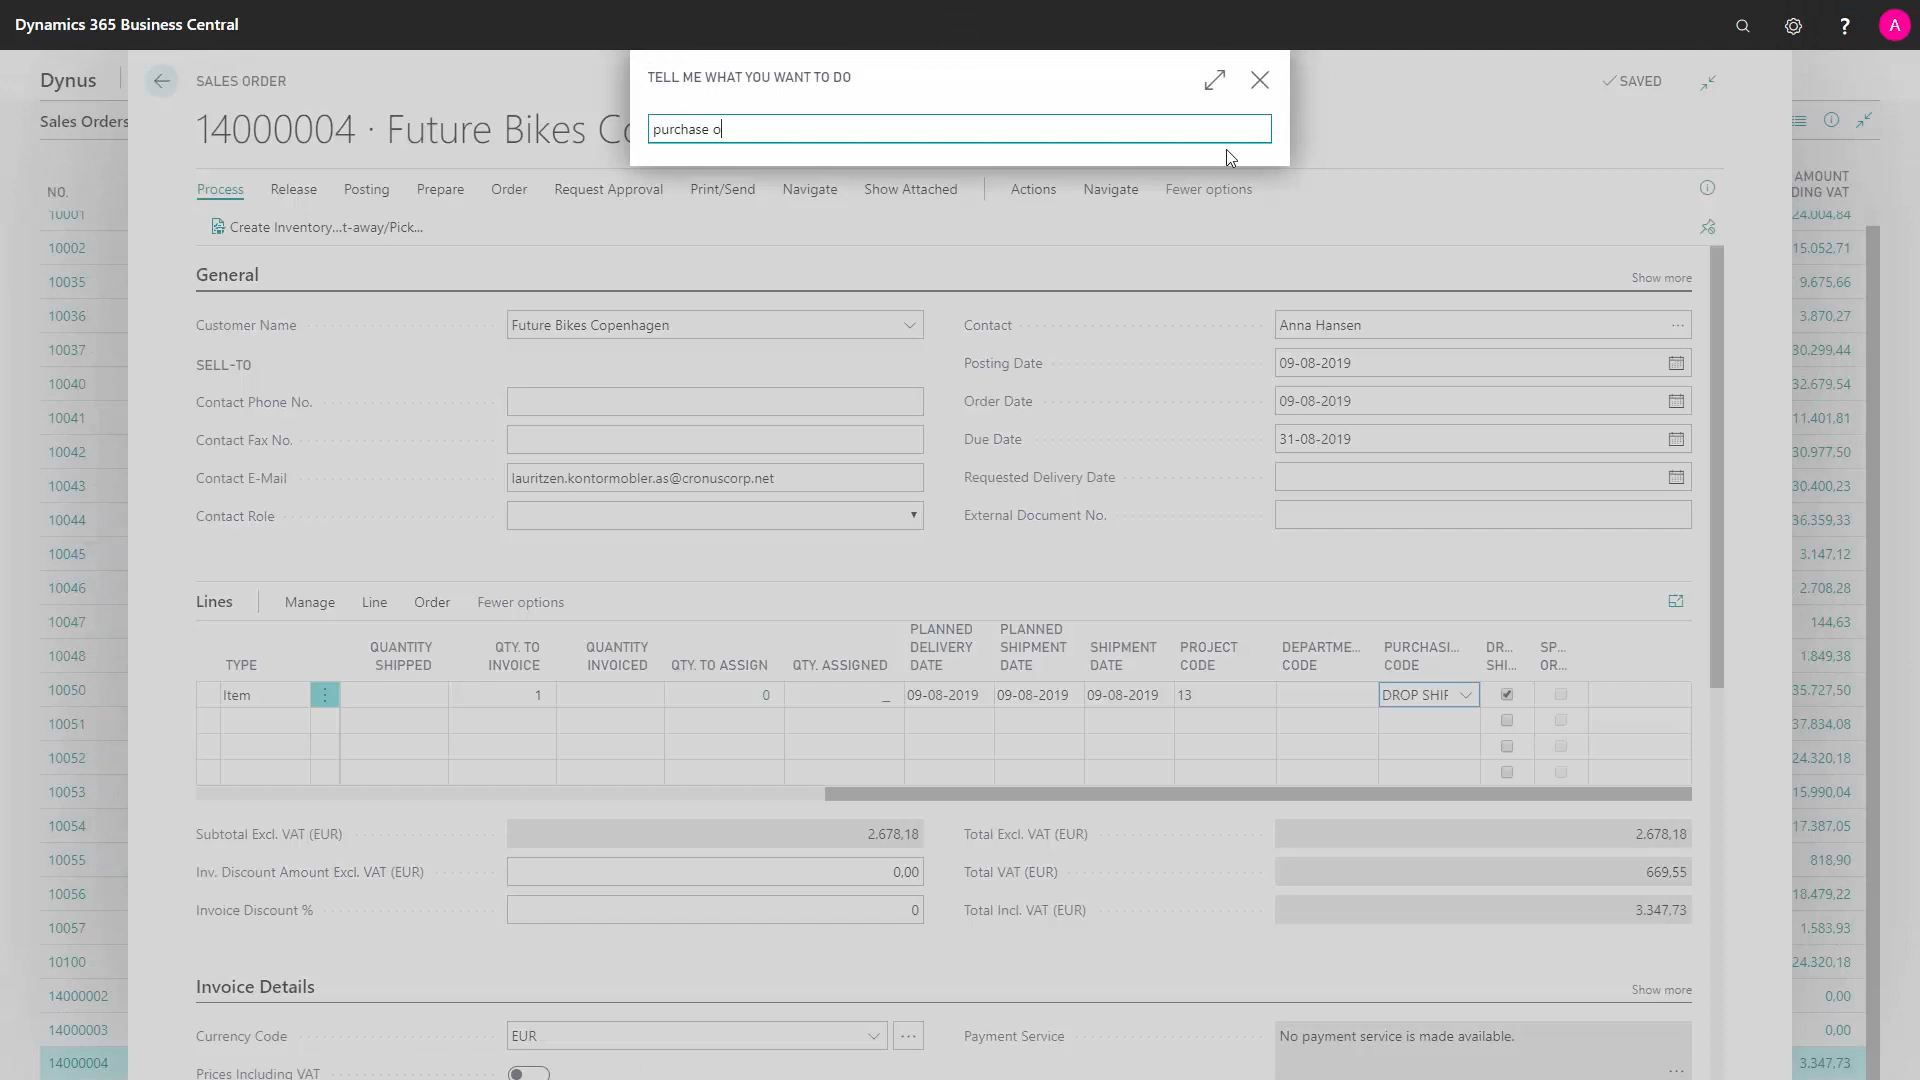 Dynamics 365 Business Central
A
TELL ME WHAT YOU WANT TO DO
purchase o
Dynus
Sales Orders
SALES ORDER
SAVED
14000004 · Future Bikes Co
Process Release Posting Prepare Order Request Approval Print/Send Navigate Show Attached Actions Navigate Fewer options
Create Inventory...t-away/Pick...
NO.
10001
10002
10035
10036
10037
10040
10041
10042
10043
10044
10045
10046
10047
10048
10050
10051
10052
10053
10054
10055
10056
10057
10100
14000002
14000003
14000004
General
Show more
Customer Name Future Bikes Copenhagen
SELL-TO
Contact Phone No.
Contact Fax No.
Contact E-Mail lauritzen.kontormobler.as@cronuscorp.net
Contact Role
Contact Anna Hansen
Posting Date 09-08-2019
Order Date 09-08-2019
Due Date 31-08-2019
Requested Delivery Date
External Document No.
Lines Manage Line Order Fewer options
TYPE
QUANTITY SHIPPED
QTY. TO INVOICE
QUANTITY INVOICED
QTY. TO ASSIGN
QTY. ASSIGNED
PLANNED DELIVERY DATE
PLANNED SHIPMENT DATE
SHIPMENT DATE
PROJECT CODE
DEPARTME... CODE
PURCHASI... CODE
DR... SHI...
SP... OR...
Item 1 0 _ 09-08-2019 09-08-2019 09-08-2019 13 DROP SHIP
Subtotal Excl. VAT (EUR) 2.678,18
Inv. Discount Amount Excl. VAT (EUR) 0,00
Invoice Discount % 0
Total Excl. VAT (EUR) 2.678,18
Total VAT (EUR) 669,55
Total Incl. VAT (EUR) 3.347,73
Invoice Details
Show more
Currency Code EUR
Prices Including VAT
Payment Service No payment service is made available.
AMOUNT
DING VAT
24.004,84
15.052,71
9.675,66
3.870,27
30.299,44
32.679,54
11.401,81
30.977,50
30.400,23
36.359,33
3.147,12
2.708,28
144,63
1.849,38
35.727,50
37.834,08
24.320,18
15.990,04
17.387,05
818,90
18.479,22
1.583,93
24.320,18
0,00
0,00
3.347,73